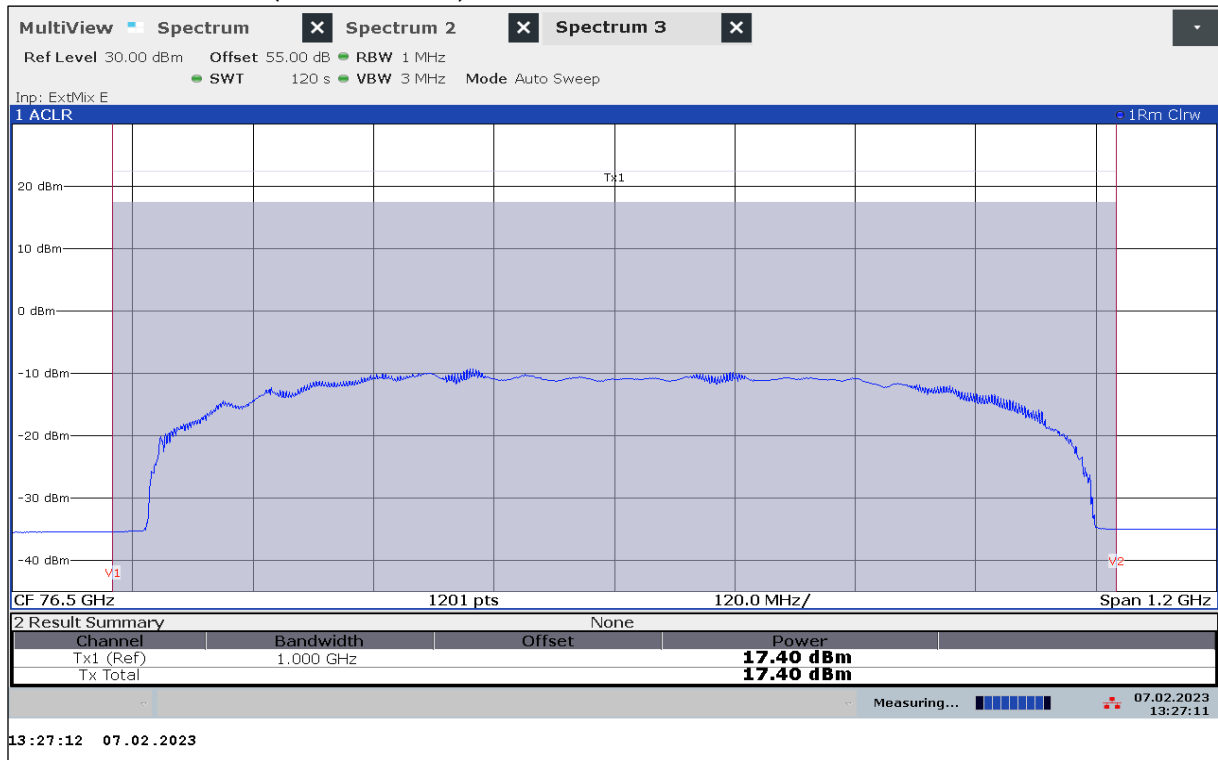 MultiView Spectrum X Spectrum 2 X Spectrum 3 X
Ref Level 30.00 dBm Offset 55.00 dB RBW 1 MHz
SWT 120 s VBW 3 MHz Mode Auto Sweep
Inp: ExtMix E
1 ACLR 1Rm Clrw
Tx1
20 dBm
10 dBm
0 dBm
-10 dBm
-20 dBm
-30 dBm
-40 dBm
V1 V2
CF 76.5 GHz 1201 pts 120.0 MHz/ Span 1.2 GHz
2 Result Summary None
Channel Bandwidth Offset Power
Tx1 (Ref) 1.000 GHz 17.40 dBm
Tx Total 17.40 dBm
Measuring... 07.02.2023
13:27:11
13:27:12 07.02.2023